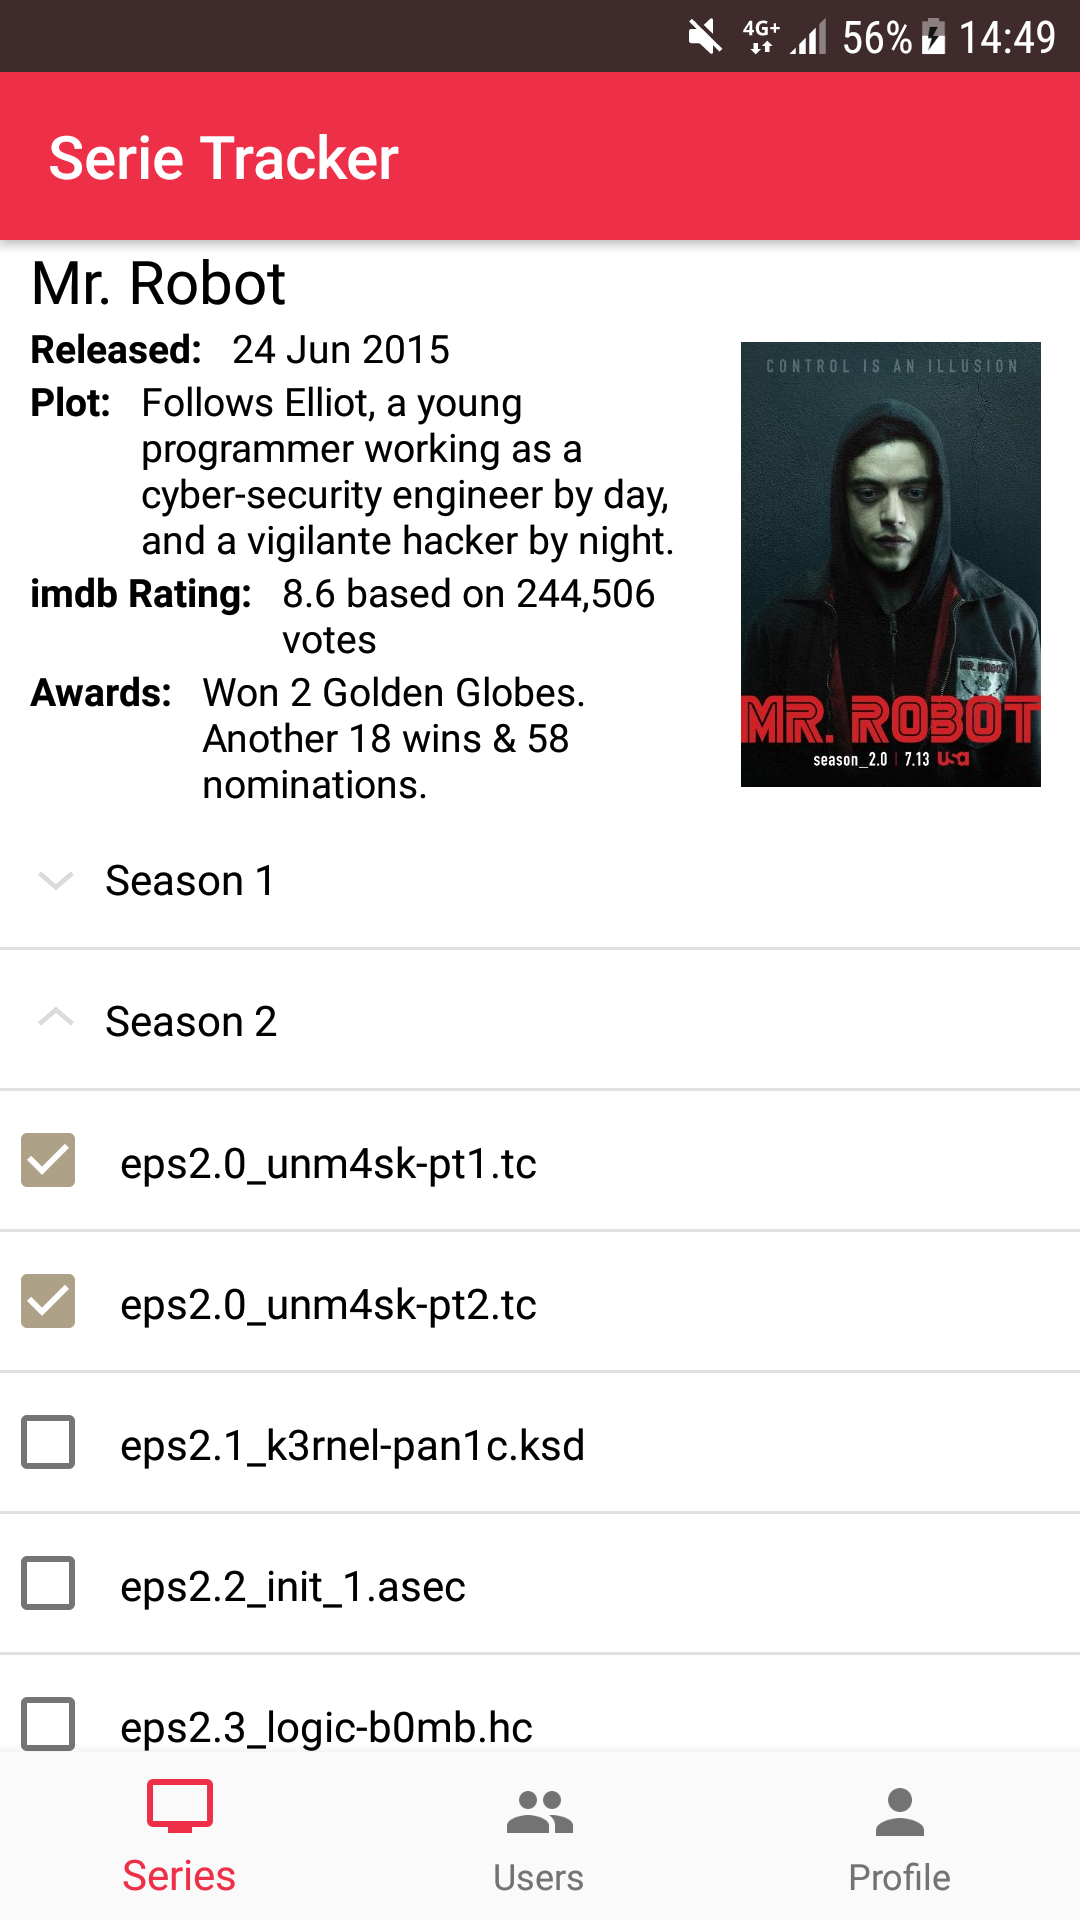 4G+ 56% 14:49
Serie Tracker
Mr. Robot
Released: 24 Jun 2015
Plot: Follows Elliot, a young
programmer working as a
cyber-security engineer by day,
and a vigilante hacker by night.
imdb Rating: 8.6 based on 244,506
votes
Awards: Won 2 Golden Globes.
Another 18 wins & 58
nominations.
CONTROL IS AN ILLUSION
MR. ROBOT
MR. ROBOT
season_2.0 | 7.13 USA
Season 1
Season 2
eps2.0_unm4sk-pt1.tc
eps2.0_unm4sk-pt2.tc
eps2.1_k3rnel-pan1c.ksd
eps2.2_init_1.asec
eps2.3_logic-b0mb.hc
Series
Users
Profile